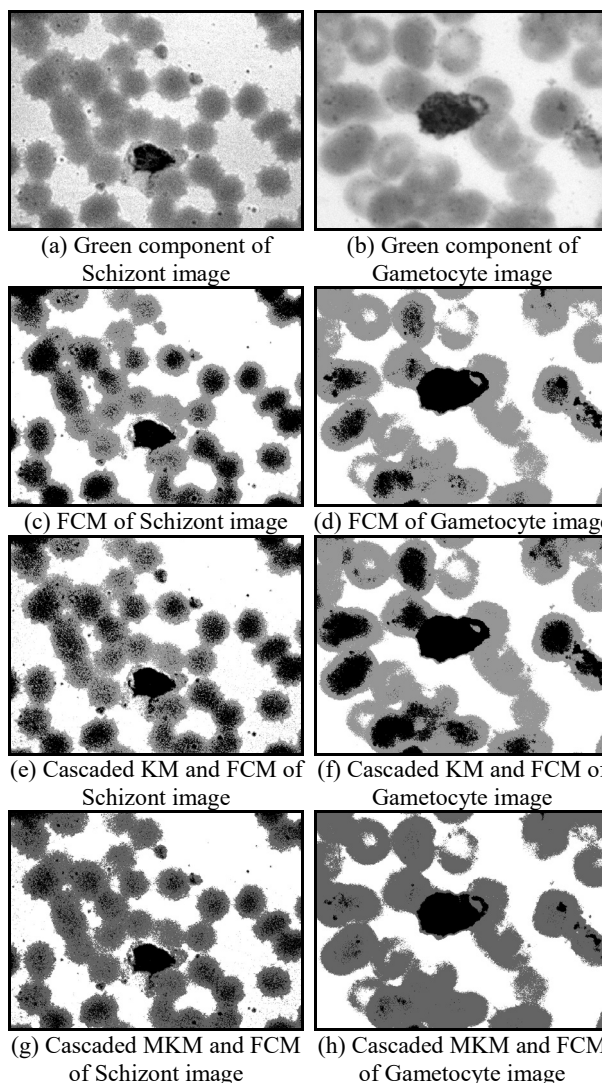 (a) Green component of
Schizont image
(b) Green component of
Gametocyte image
(c) FCM of Schizont image
(d) FCM of Gametocyte image
(e) Cascaded KM and FCM of
Schizont image
(f) Cascaded KM and FCM of
Gametocyte image
(g) Cascaded MKM and FCM
of Schizont image
(h) Cascaded MKM and FCM
of Gametocyte image